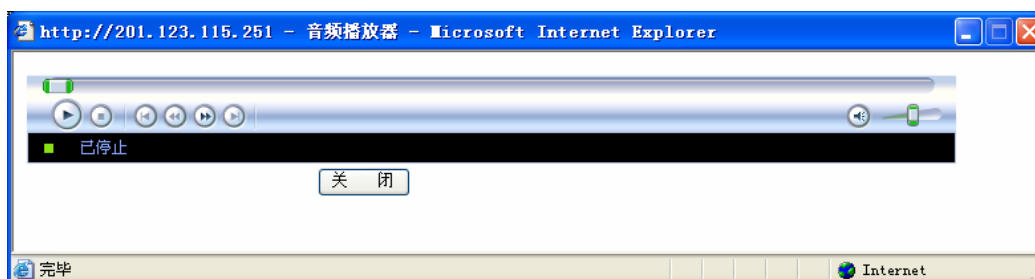 http://201.123.115.251 - 音频播放器 - Microsoft Internet Explorer
已停止
关 闭
完毕
Internet